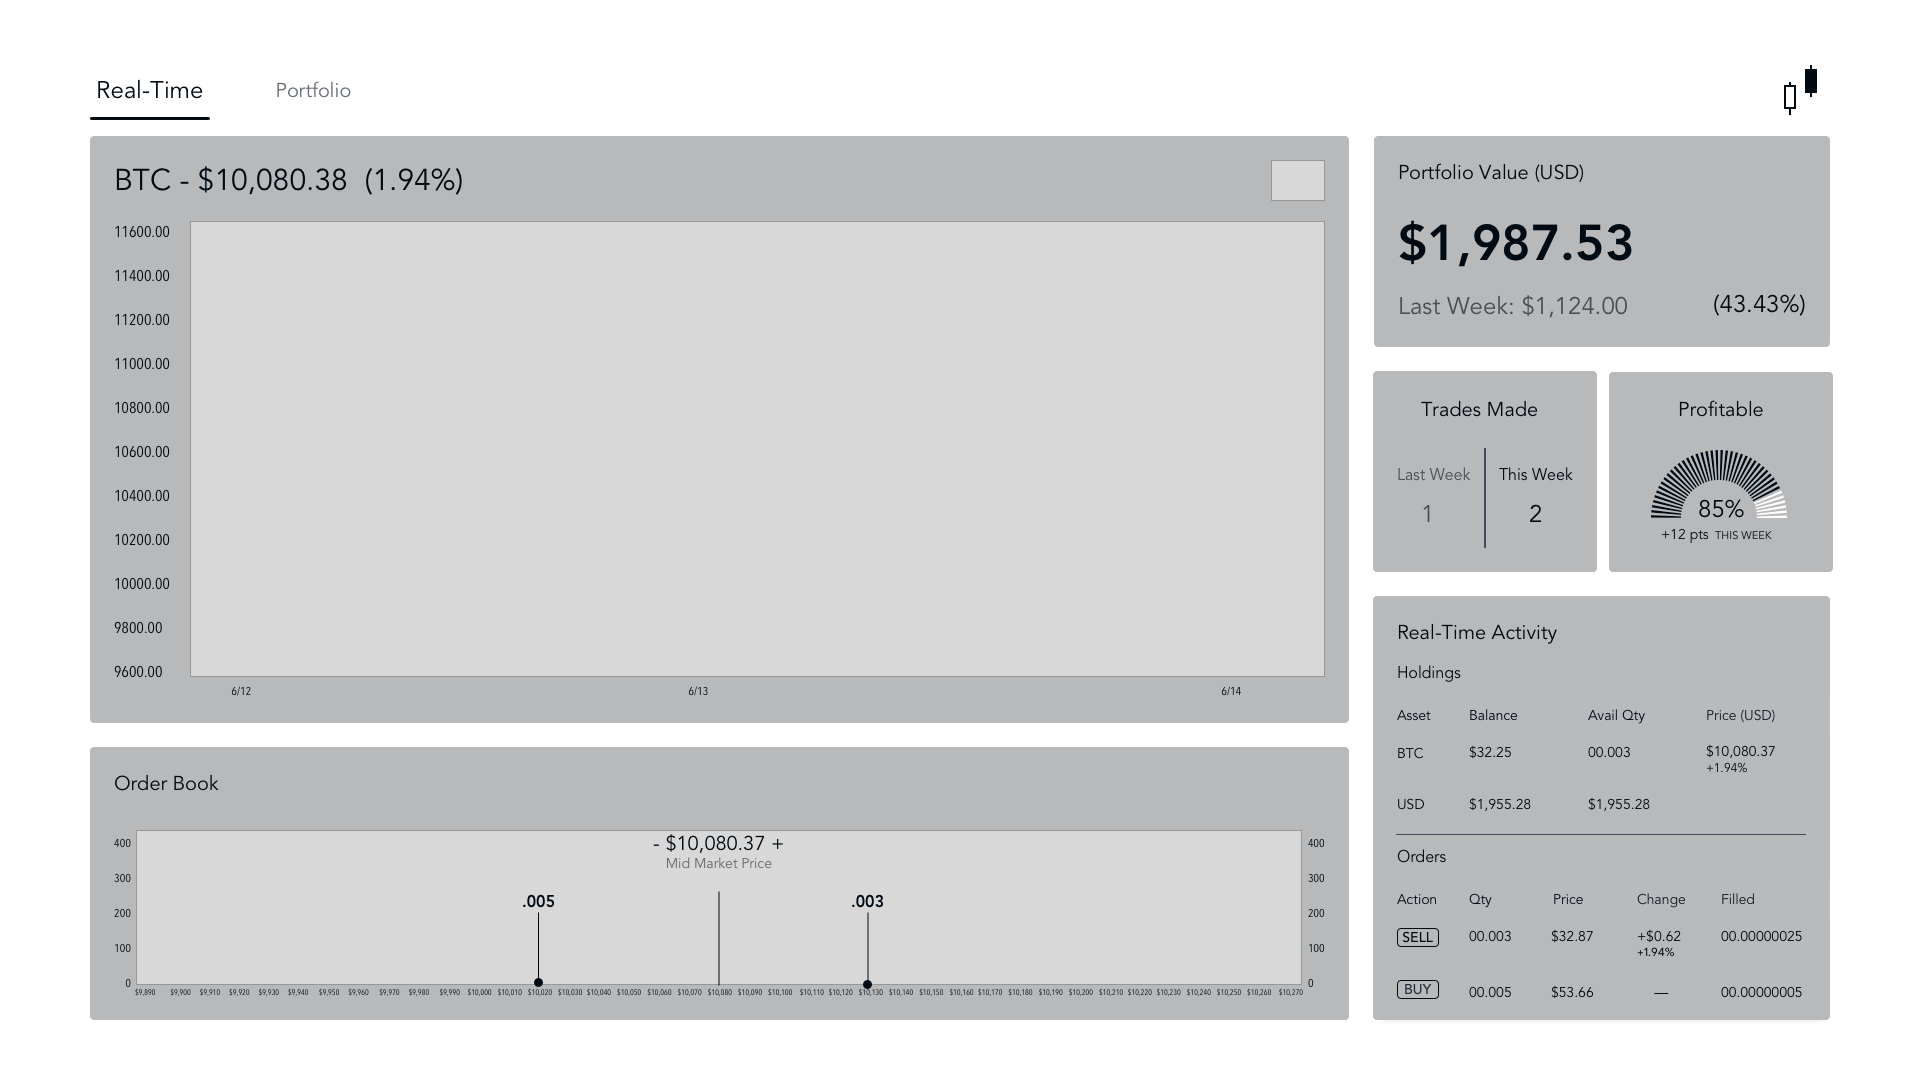 Real-Time
Portfolio
BTC - $10,080.38 (1.94%)
11600.00
11400.00
11200.00
11000.00
10800.00
10600.00
10400.00
10200.00
10000.00
9800.00
9600.00
6/12 6/13 6/14
Order Book
400
300
200
100
0
- $10,080.37 +
Mid Market Price
.005
.003
400
300
200
100
0
$9,890 $9,900 $9,910 $9,920 $9,930 $9,940 $9,950 $9,960 $9,970 $9,980 $9,990 $10,000 $10,010 $10,020 $10,030 $10,040 $10,050 $10,060 $10,070 $10,080 $10,090 $10,100 $10,110 $10,120 $10,130 $10,140 $10,150 $10,160 $10,170 $10,180 $10,190 $10,200 $10,210 $10,220 $10,230 $10,240 $10,250 $10,260 $10,270
Portfolio Value (USD)
$1,987.53
Last Week: $1,124.00 (43.43%)
Trades Made
Last Week This Week
1 2
Profitable
85%
+12 pts THIS WEEK
Real-Time Activity
Holdings
Asset Balance Avail Qty Price (USD)
BTC $32.25 00.003 $10,080.37
+1.94%
USD $1,955.28 $1,955.28
Orders
Action Qty Price Change Filled
SELL 00.003 $32.87 +$0.62 00.00000025
+1.94%
BUY 00.005 $53.66 — 00.00000005